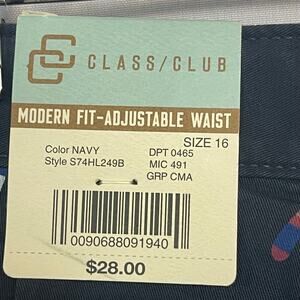 CLASS/CLUB
MODERN FIT-ADJUSTABLE WAIST
SIZE 16
Color NAVY DPT 0465
Style S74HL249B MIC 491
GRP CMA
0090688091940
$28.00